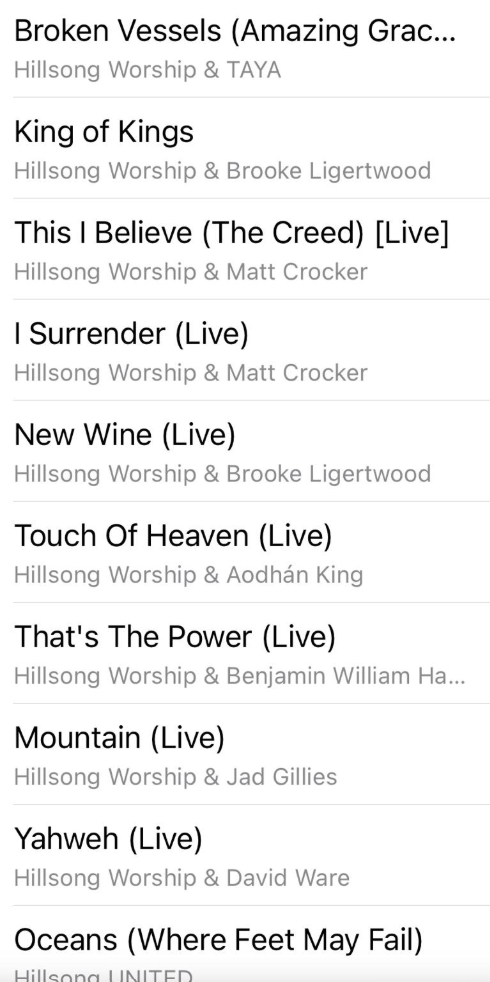 Broken Vessels (Amazing Grac...
Hillsong Worship & TAYA
King of Kings
Hillsong Worship & Brooke Ligertwood
This I Believe (The Creed) [Live]
Hillsong Worship & Matt Crocker
I Surrender (Live)
Hillsong Worship & Matt Crocker
New Wine (Live)
Hillsong Worship & Brooke Ligertwood
Touch Of Heaven (Live)
Hillsong Worship & Aodhán King
That's The Power (Live)
Hillsong Worship & Benjamin William Ha...
Mountain (Live)
Hillsong Worship & Jad Gillies
Yahweh (Live)
Hillsong Worship & David Ware
Oceans (Where Feet May Fail)
Hillsong UNITED